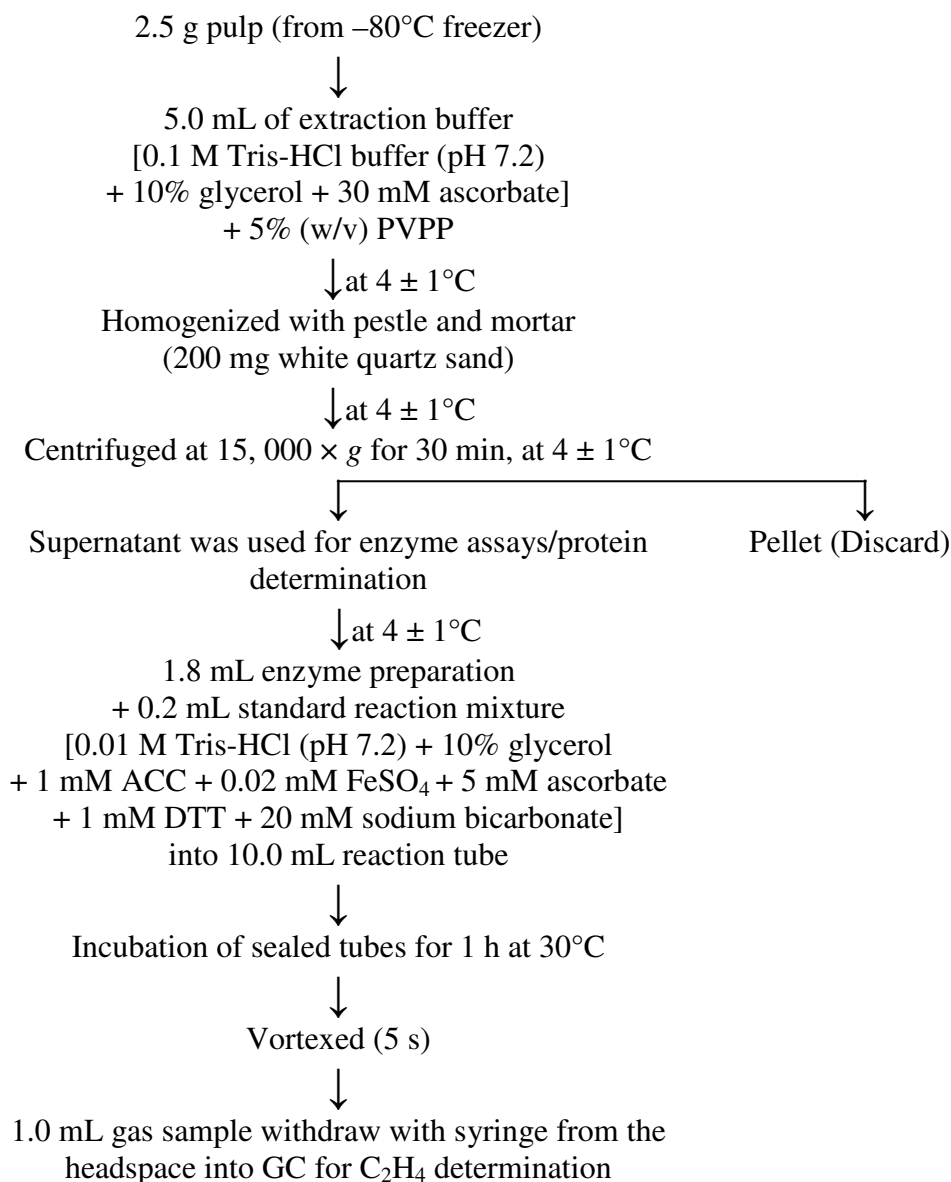 2.5 g pulp (from –80°C freezer)
5.0 mL of extraction buffer
[0.1 M Tris-HCl buffer (pH 7.2)
+ 10% glycerol + 30 mM ascorbate]
+ 5% (w/v) PVPP
at 4 ± 1°C
Homogenized with pestle and mortar
(200 mg white quartz sand)
at 4 ± 1°C
Centrifuged at 15, 000 × g for 30 min, at 4 ± 1°C
Supernatant was used for enzyme assays/protein
determination
Pellet (Discard)
at 4 ± 1°C
1.8 mL enzyme preparation
+ 0.2 mL standard reaction mixture
[0.01 M Tris-HCl (pH 7.2) + 10% glycerol
+ 1 mM ACC + 0.02 mM FeSO₄ + 5 mM ascorbate
+ 1 mM DTT + 20 mM sodium bicarbonate]
into 10.0 mL reaction tube
Incubation of sealed tubes for 1 h at 30°C
Vortexed (5 s)
1.0 mL gas sample withdraw with syringe from the
headspace into GC for C₂H₄ determination